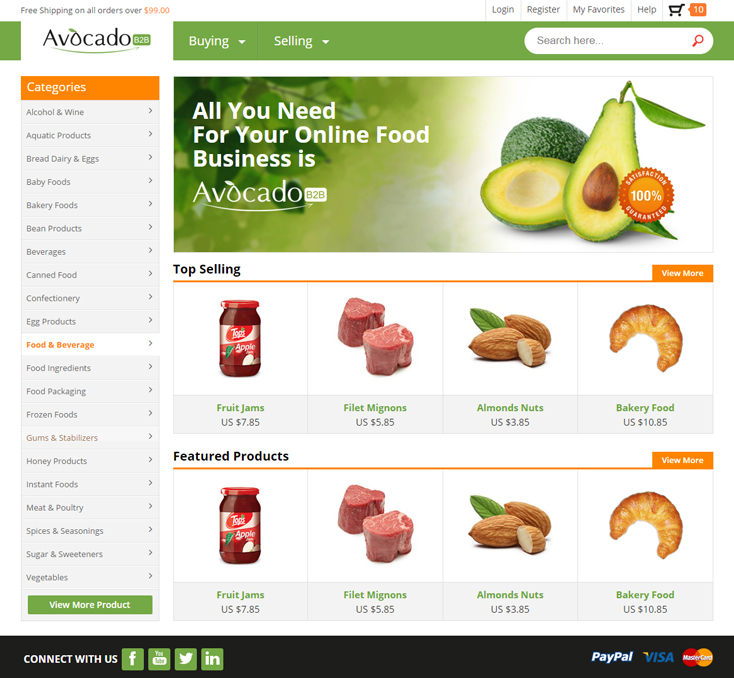 Free Shipping on all orders over $99.00
Login Register My Favorites Help 10
Avocado B2B
Buying Selling Search here...
Categories
Alcohol & Wine
Aquatic Products
Bread Dairy & Eggs
Baby Foods
Bakery Foods
Bean Products
Beverages
Canned Food
Confectionery
Egg Products
Food & Beverage
Food Ingredients
Food Packaging
Frozen Foods
Gums & Stabilizers
Honey Products
Instant Foods
Meat & Poultry
Spices & Seasonings
Sugar & Sweeteners
Vegetables
View More Product
All You Need
For Your Online Food
Business is
Avocado B2B
SATISFACTION
100%
GUARANTEED
Top Selling View More
Tops
Apple
Fruit Jams Filet Mignons Almonds Nuts Bakery Food
US $7.85 US $5.85 US $3.85 US $10.85
Featured Products View More
Tops
Apple
Fruit Jams Filet Mignons Almonds Nuts Bakery Food
US $7.85 US $5.85 US $3.85 US $10.85
CONNECT WITH US f You Tube in PayPal VISA MasterCard